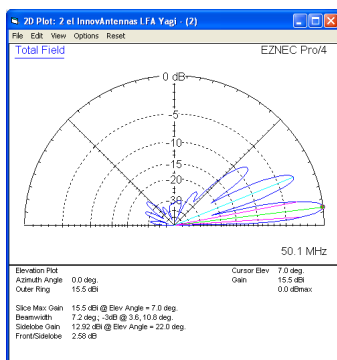 2D Plot: 2 el InnovAntennas LFA Yagi - (2)
File Edit View Options Reset
Total Field
EZNEC Pro/4
0 dB
-5
-10
-15
-20
-30
50.1 MHz
Elevation Plot
Cursor Elev 7.0 deg.
Azimuth Angle 0.0 deg.
Gain 15.5 dBi
Outer Ring 15.5 dBi
0.0 dBmax
Slice Max Gain 15.5 dBi @ Elev Angle = 7.0 deg.
Beamwidth 7.2 deg.; -3dB @ 3.6, 10.8 deg.
Sidelobe Gain 12.92 dBi @ Elev Angle = 22.0 deg.
Front/Sidelobe 2.58 dB